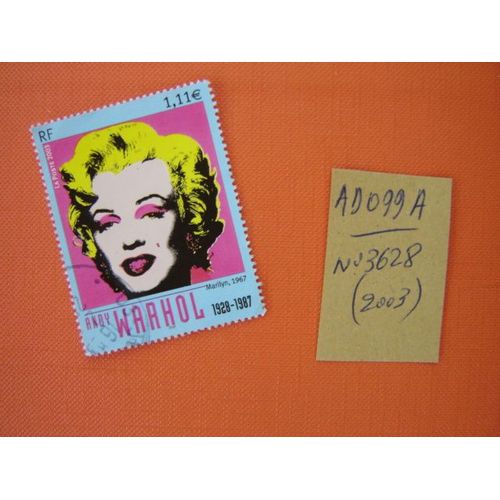 1,11€
RF
LA POSTE 2003
Marilyn, 1967
ANDY WARHOL 1928-1987
AD099A
N° 3628
(2003)